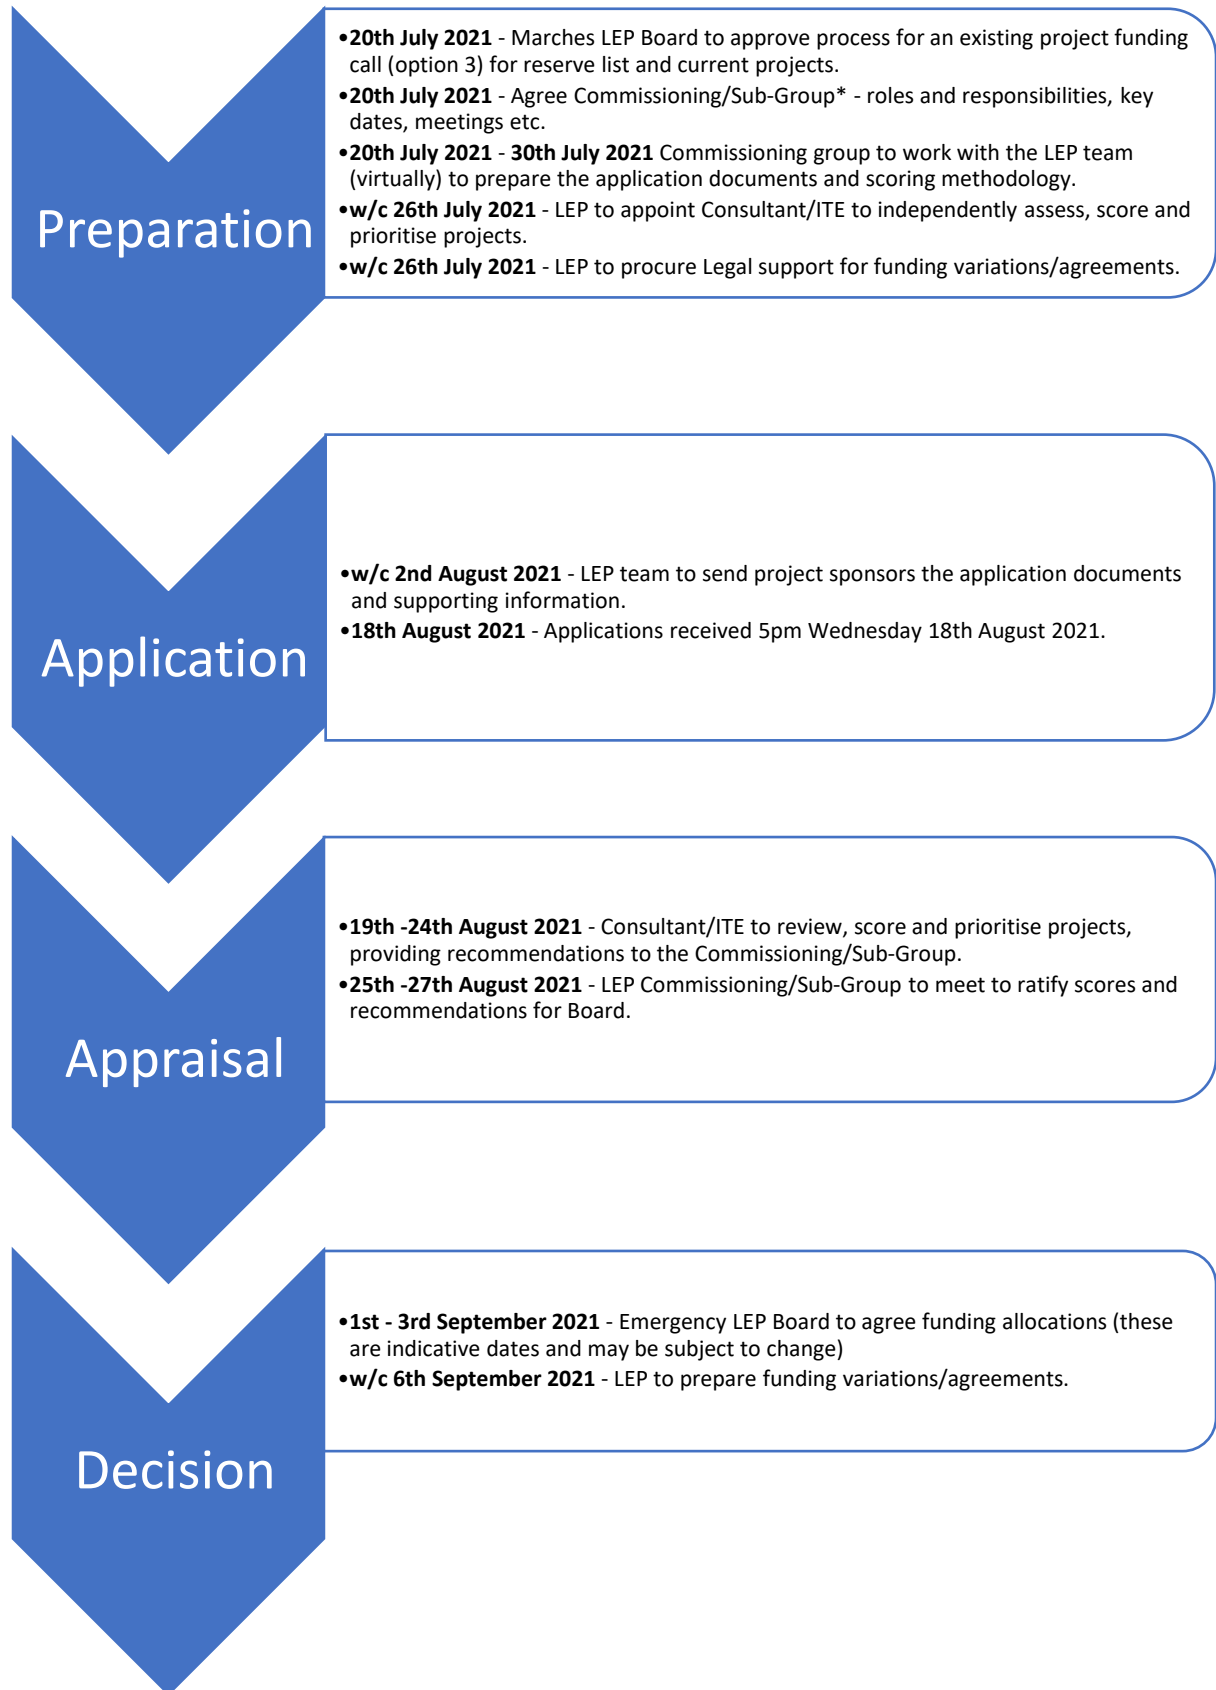 Preparation
•20th July 2021 - Marches LEP Board to approve process for an existing project funding
call (option 3) for reserve list and current projects.
•20th July 2021 - Agree Commissioning/Sub-Group* - roles and responsibilities, key
dates, meetings etc.
•20th July 2021 - 30th July 2021 Commissioning group to work with the LEP team
(virtually) to prepare the application documents and scoring methodology.
•w/c 26th July 2021 - LEP to appoint Consultant/ITE to independently assess, score and
prioritise projects.
•w/c 26th July 2021 - LEP to procure Legal support for funding variations/agreements.
Application
•w/c 2nd August 2021 - LEP team to send project sponsors the application documents
and supporting information.
•18th August 2021 - Applications received 5pm Wednesday 18th August 2021.
Appraisal
•19th -24th August 2021 - Consultant/ITE to review, score and prioritise projects,
providing recommendations to the Commissioning/Sub-Group.
•25th -27th August 2021 - LEP Commissioning/Sub-Group to meet to ratify scores and
recommendations for Board.
Decision
•1st - 3rd September 2021 - Emergency LEP Board to agree funding allocations (these
are indicative dates and may be subject to change)
•w/c 6th September 2021 - LEP to prepare funding variations/agreements.